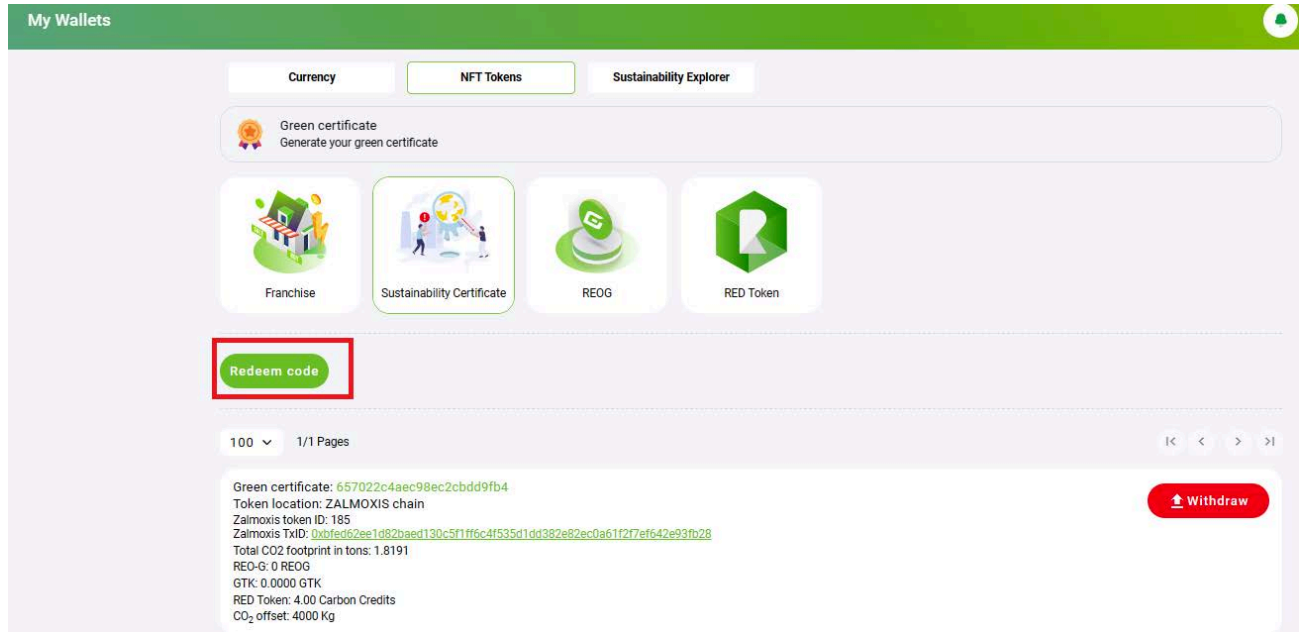 My Wallets
Currency
NFT Tokens
Sustainability Explorer
Green certificate
Generate your green certificate
Franchise
Sustainability Certificate
REOG
RED Token
Redeem code
100
1/1 Pages
Green certificate: 657022c4aec98ec2cbdd9fb4
Token location: ZALMOXIS chain
Zalmoxis token ID: 185
Zalmoxis TxID: 0xbfed62ee1d82baed130c5f1ff6c4f535d1dd382e82ec0a61f2f7ef642e93fb28
Total CO2 footprint in tons: 1.8191
REO-G: 0 REOG
GTK: 0.0000 GTK
RED Token: 4.00 Carbon Credits
CO₂ offset: 4000 Kg
Withdraw